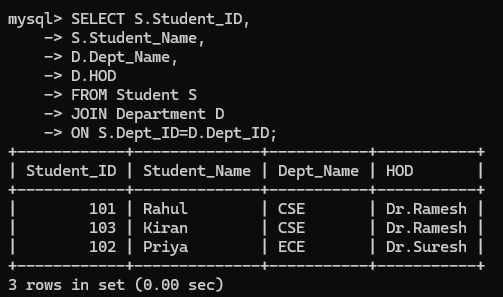 mysql> SELECT S.Student_ID,
    -> S.Student_Name,
    -> D.Dept_Name,
    -> D.HOD
    -> FROM Student S
    -> JOIN Department D
    -> ON S.Dept_ID=D.Dept_ID;
+------------+--------------+-----------+-----------+
| Student_ID | Student_Name | Dept_Name | HOD       |
+------------+--------------+-----------+-----------+
|        101 | Rahul        | CSE       | Dr.Ramesh |
|        103 | Kiran        | CSE       | Dr.Ramesh |
|        102 | Priya        | ECE       | Dr.Suresh |
+------------+--------------+-----------+-----------+
3 rows in set (0.00 sec)